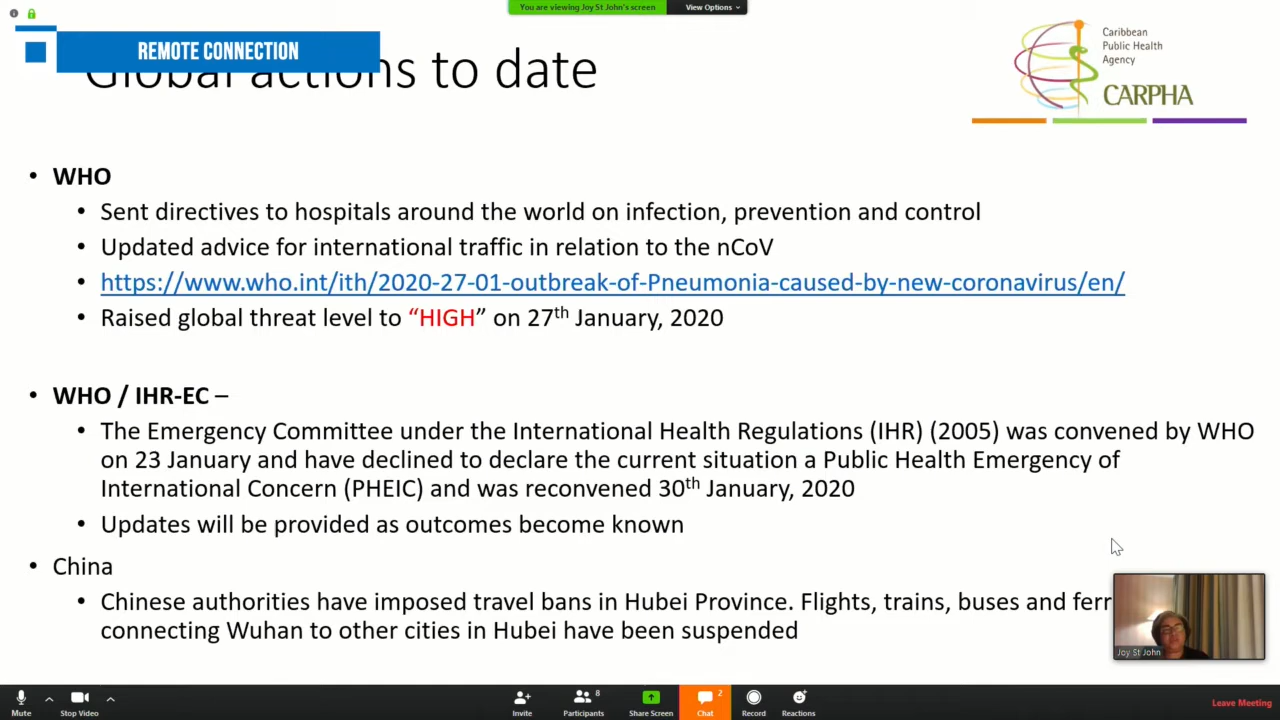 You are viewing Joy St John's screen
View Options
REMOTE CONNECTION
Global actions to date
Caribbean
Public Health
Agency
CARPHA
• WHO
• Sent directives to hospitals around the world on infection, prevention and control
• Updated advice for international traffic in relation to the nCoV
• https://www.who.int/ith/2020-27-01-outbreak-of-Pneumonia-caused-by-new-coronavirus/en/
• Raised global threat level to “HIGH” on 27th January, 2020
• WHO / IHR-EC –
• The Emergency Committee under the International Health Regulations (IHR) (2005) was convened by WHO
on 23 January and have declined to declare the current situation a Public Health Emergency of
International Concern (PHEIC) and was reconvened 30th January, 2020
• Updates will be provided as outcomes become known
• China
• Chinese authorities have imposed travel bans in Hubei Province. Flights, trains, buses and ferr
connecting Wuhan to other cities in Hubei have been suspended
Joy St John
Mute
Stop Video
Invite
8
Participants
Share Screen
2
Chat
Record
Reactions
Leave Meeting